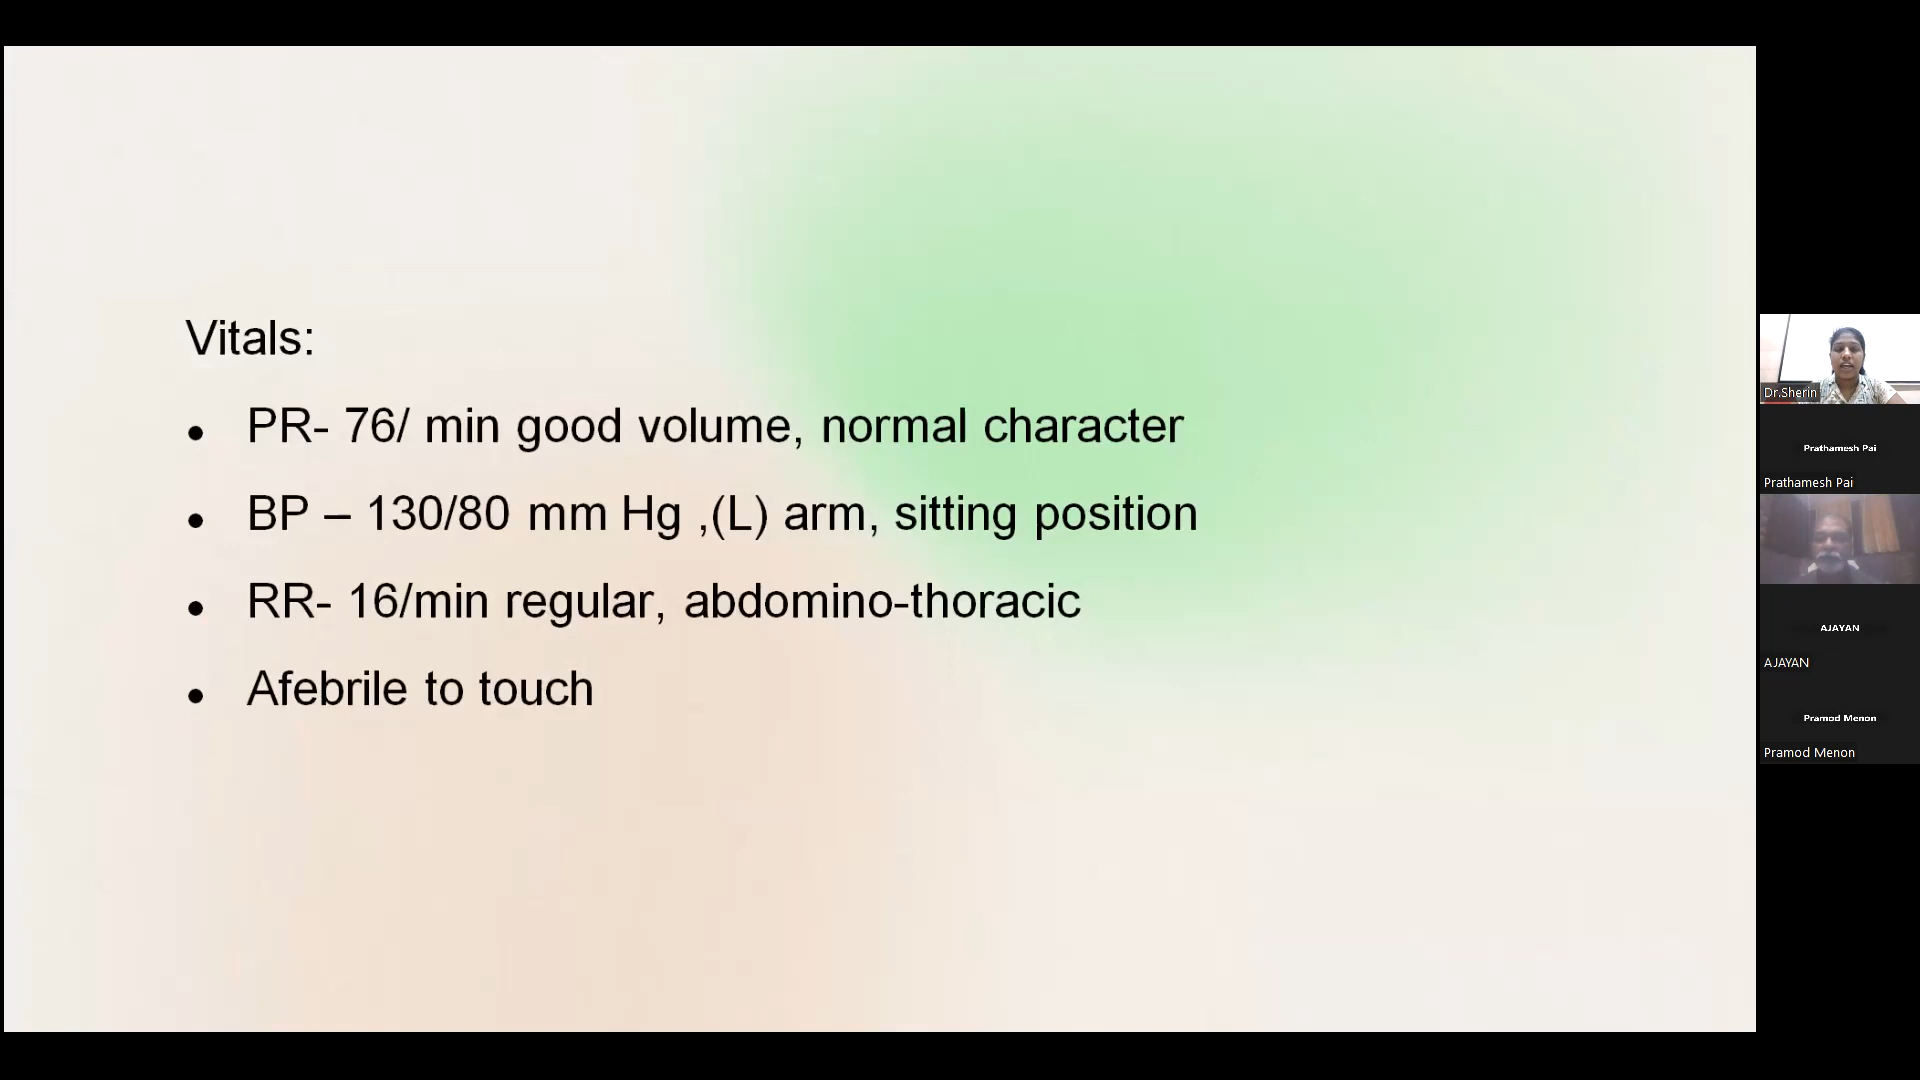 Vitals:
● PR- 76/ min good volume, normal character
● BP – 130/80 mm Hg ,(L) arm, sitting position
● RR- 16/min regular, abdomino-thoracic
● Afebrile to touch
Dr.Sherin
Prathamesh Pai
Prathamesh Pai
AJAYAN
AJAYAN
Pramod Menon
Pramod Menon